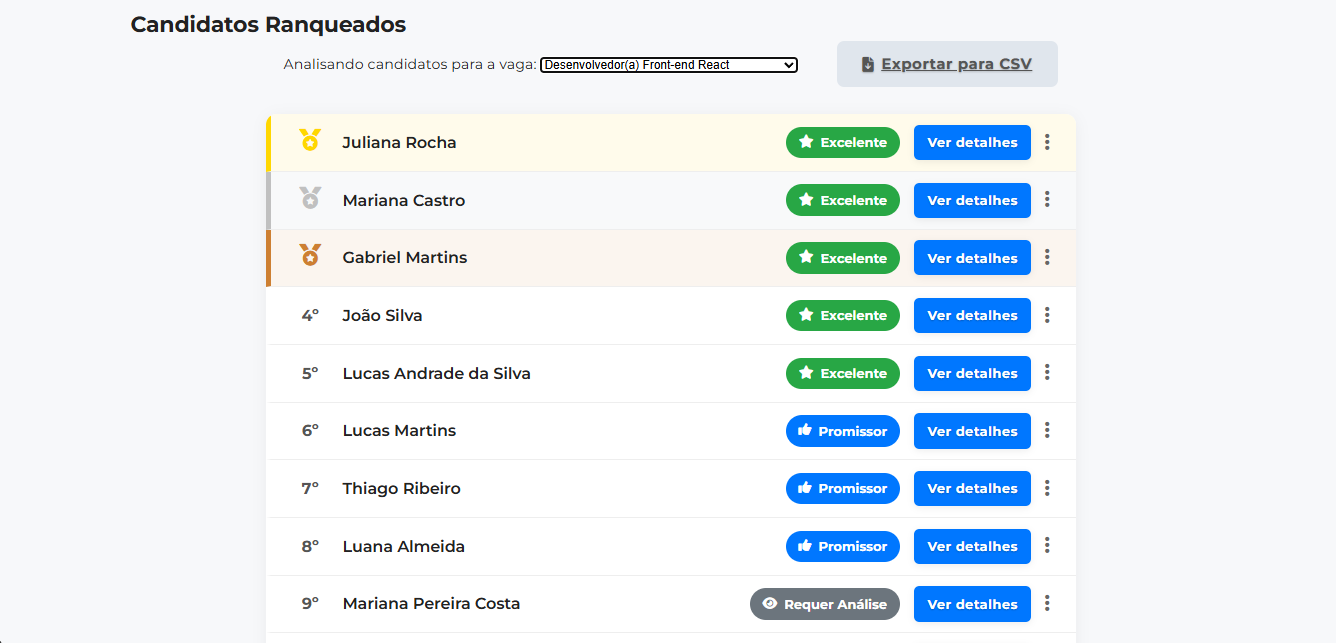 Candidatos Ranqueados
Analisando candidatos para a vaga: Desenvolvedor(a) Front-end React
Exportar para CSV
Juliana Rocha Excelente Ver detalhes
Mariana Castro Excelente Ver detalhes
Gabriel Martins Excelente Ver detalhes
4º João Silva Excelente Ver detalhes
5º Lucas Andrade da Silva Excelente Ver detalhes
6º Lucas Martins Promissor Ver detalhes
7º Thiago Ribeiro Promissor Ver detalhes
8º Luana Almeida Promissor Ver detalhes
9º Mariana Pereira Costa Requer Análise Ver detalhes